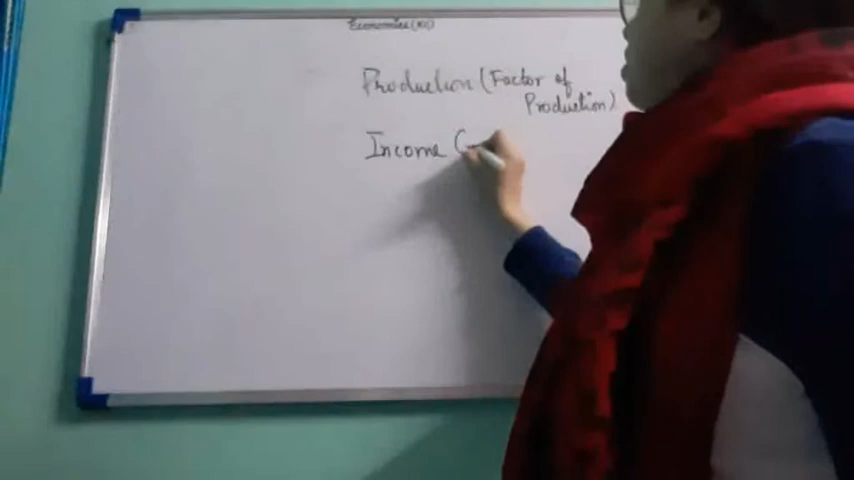 Economics (XII)
Production (Factor of
Production)
Income (